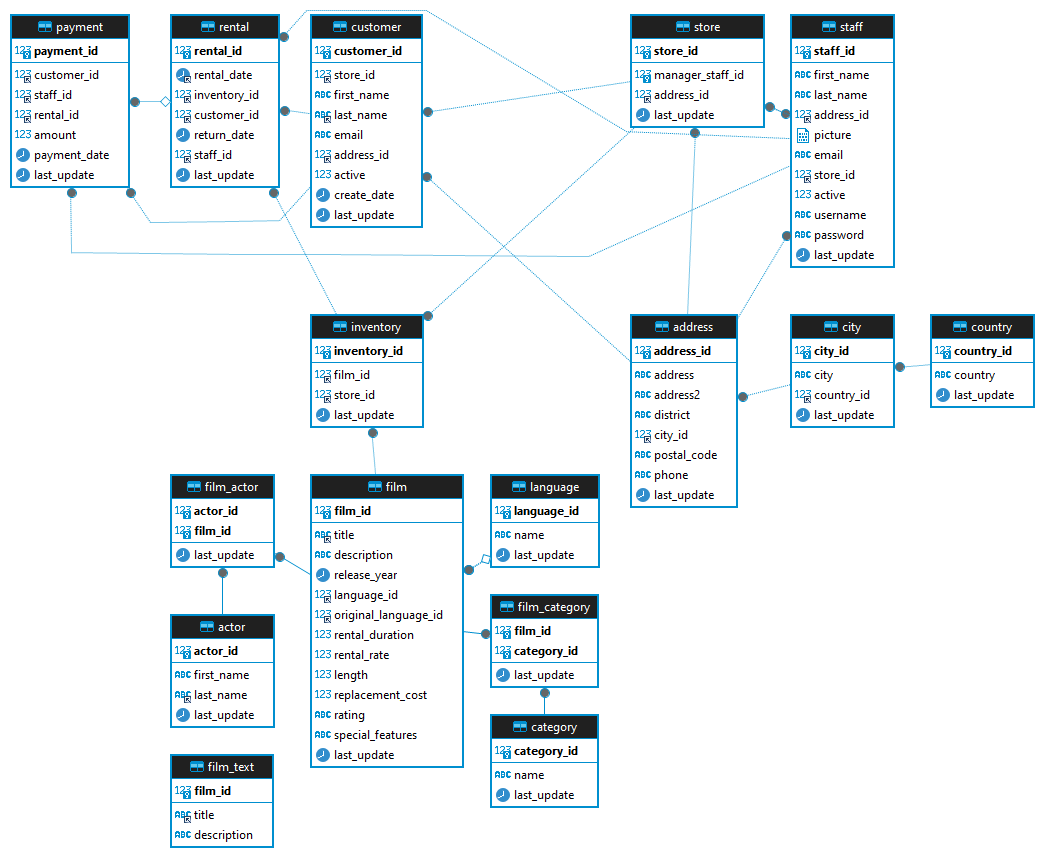 payment
payment_id
customer_id
staff_id
rental_id
amount
payment_date
last_update
rental
rental_id
rental_date
inventory_id
customer_id
return_date
staff_id
last_update
customer
customer_id
store_id
first_name
last_name
email
address_id
active
create_date
last_update
store
store_id
manager_staff_id
address_id
last_update
staff
staff_id
first_name
last_name
address_id
picture
email
store_id
active
username
password
last_update
inventory
inventory_id
film_id
store_id
last_update
address
address_id
address
address2
district
city_id
postal_code
phone
last_update
city
city_id
city
country_id
last_update
country
country_id
country
last_update
film_actor
actor_id
film_id
last_update
film
film_id
title
description
release_year
language_id
original_language_id
rental_duration
rental_rate
length
replacement_cost
rating
special_features
last_update
language
language_id
name
last_update
film_category
film_id
category_id
last_update
actor
actor_id
first_name
last_name
last_update
category
category_id
name
last_update
film_text
film_id
title
description